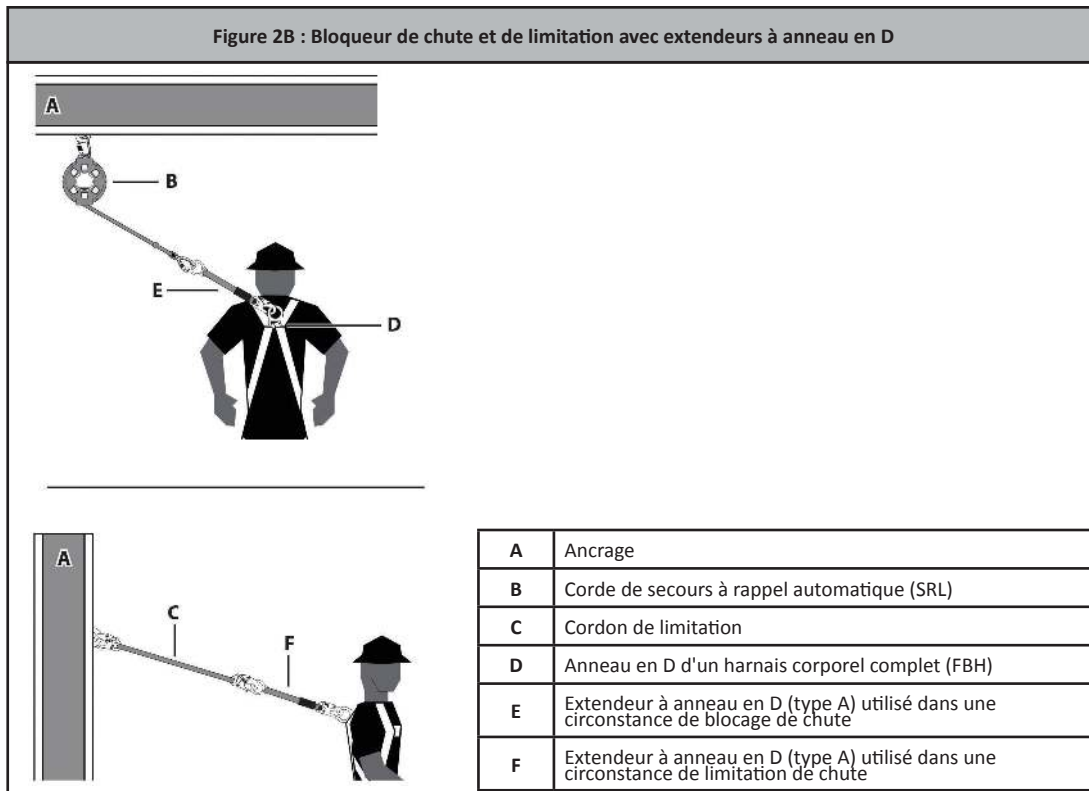 Figure 2B : Bloqueur de chute et de limitation avec extendeurs à anneau en D
A
B
E
D
A
C
F
A Ancrage
B Corde de secours à rappel automatique (SRL)
C Cordon de limitation
D Anneau en D d'un harnais corporel complet (FBH)
E Extendeur à anneau en D (type A) utilisé dans une
circonstance de blocage de chute
F Extendeur à anneau en D (type A) utilisé dans une
circonstance de limitation de chute